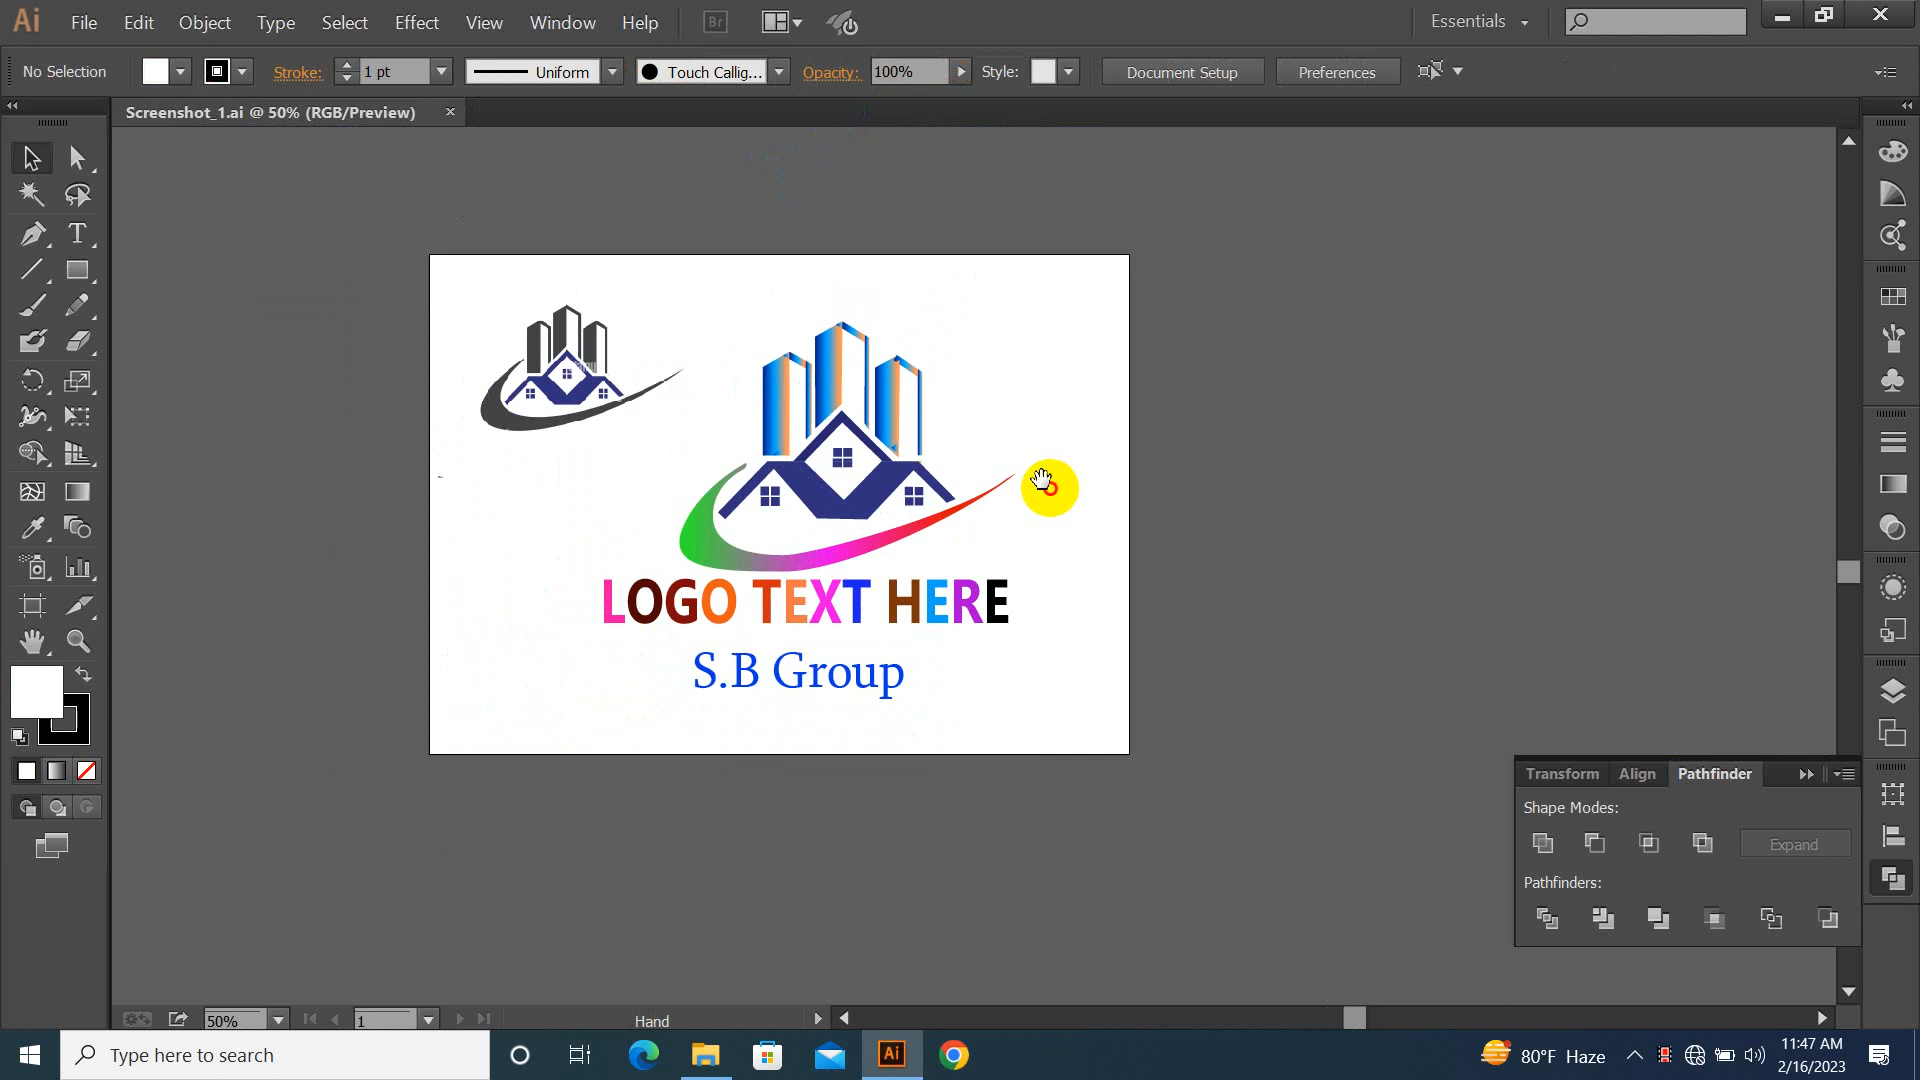 Ai File Edit Object Type Select Effect View Window Help Br Essentials
No Selection Stroke: 1 pt Uniform Touch Callig... Opacity: 100% Style: Document Setup Preferences
Screenshot_1.ai @ 50% (RGB/Preview)
LOGO TEXT HERE
S.B Group
Transform Align Pathfinder
Shape Modes:
Expand
Pathfinders:
50% 1 Hand
Type here to search
Ai
80°F Haze
11:47 AM
2/16/2023